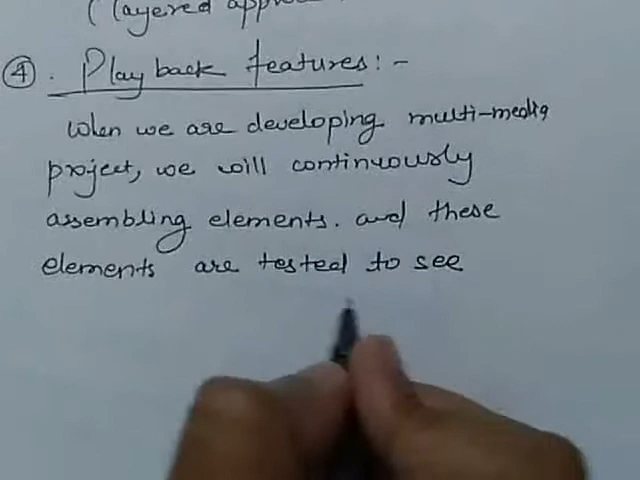 (layered
④. Play back features:-
When we are developing multi-media
project, we will continuously
assembling elements. and these
elements are tested to see